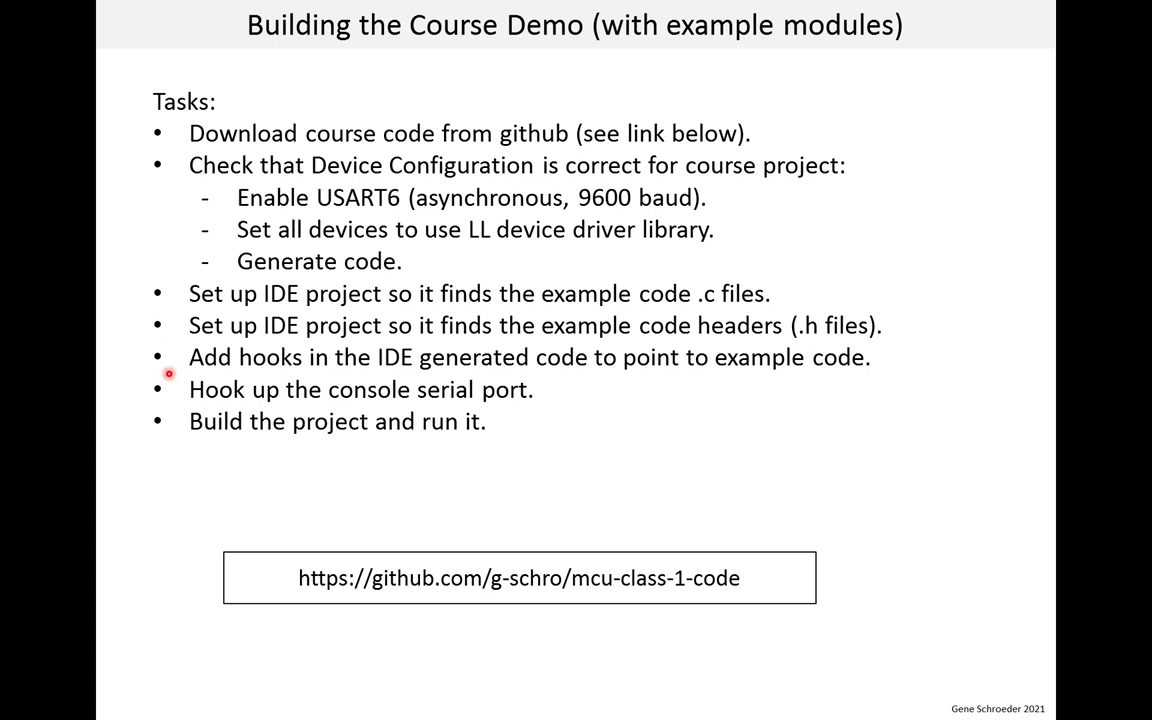 Building the Course Demo (with example modules)
Tasks:
• Download course code from github (see link below).
• Check that Device Configuration is correct for course project:
- Enable USART6 (asynchronous, 9600 baud).
- Set all devices to use LL device driver library.
- Generate code.
• Set up IDE project so it finds the example code .c files.
• Set up IDE project so it finds the example code headers (.h files).
• Add hooks in the IDE generated code to point to example code.
• Hook up the console serial port.
• Build the project and run it.
https://github.com/g-schro/mcu-class-1-code
Gene Schroeder 2021